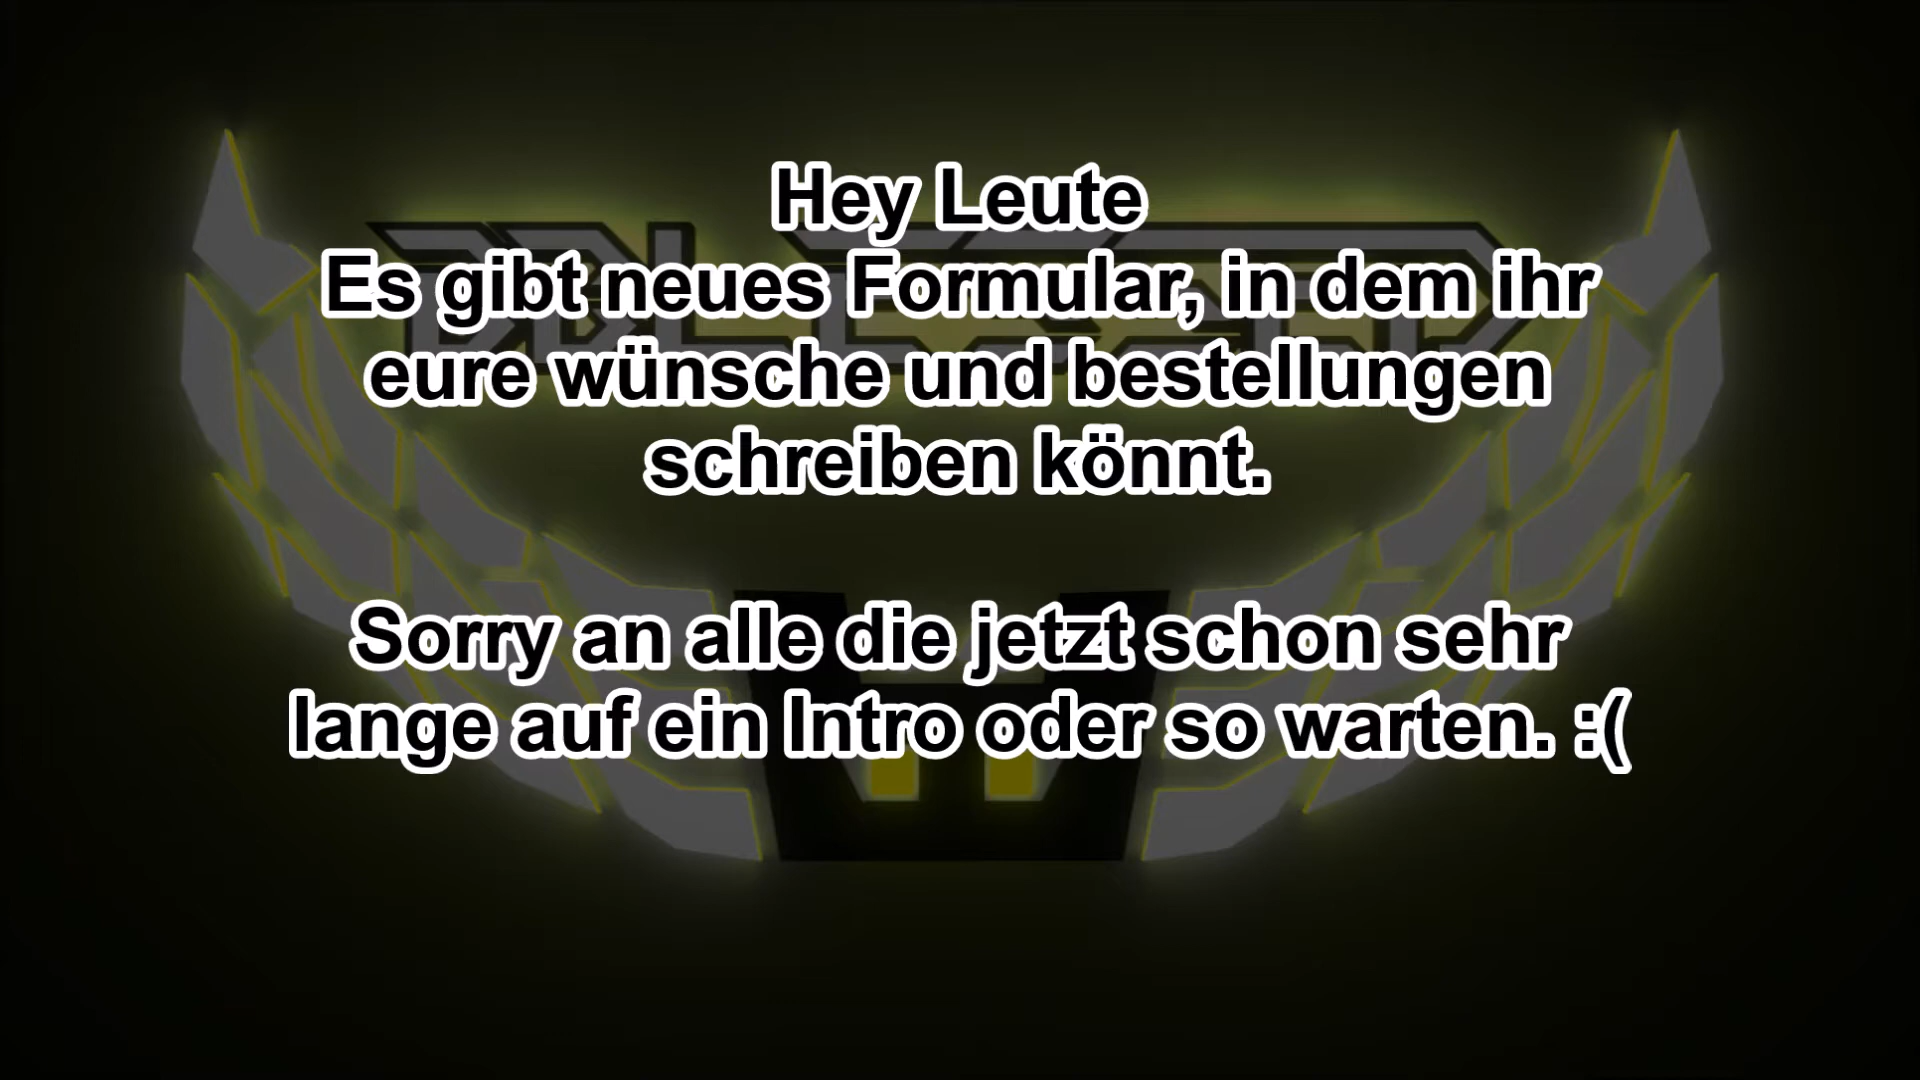 Hey Leute
Es gibt neues Formular, in dem ihr
eure wünsche und bestellungen
schreiben könnt.
Sorry an alle die jetzt schon sehr
lange auf ein Intro oder so warten. :(